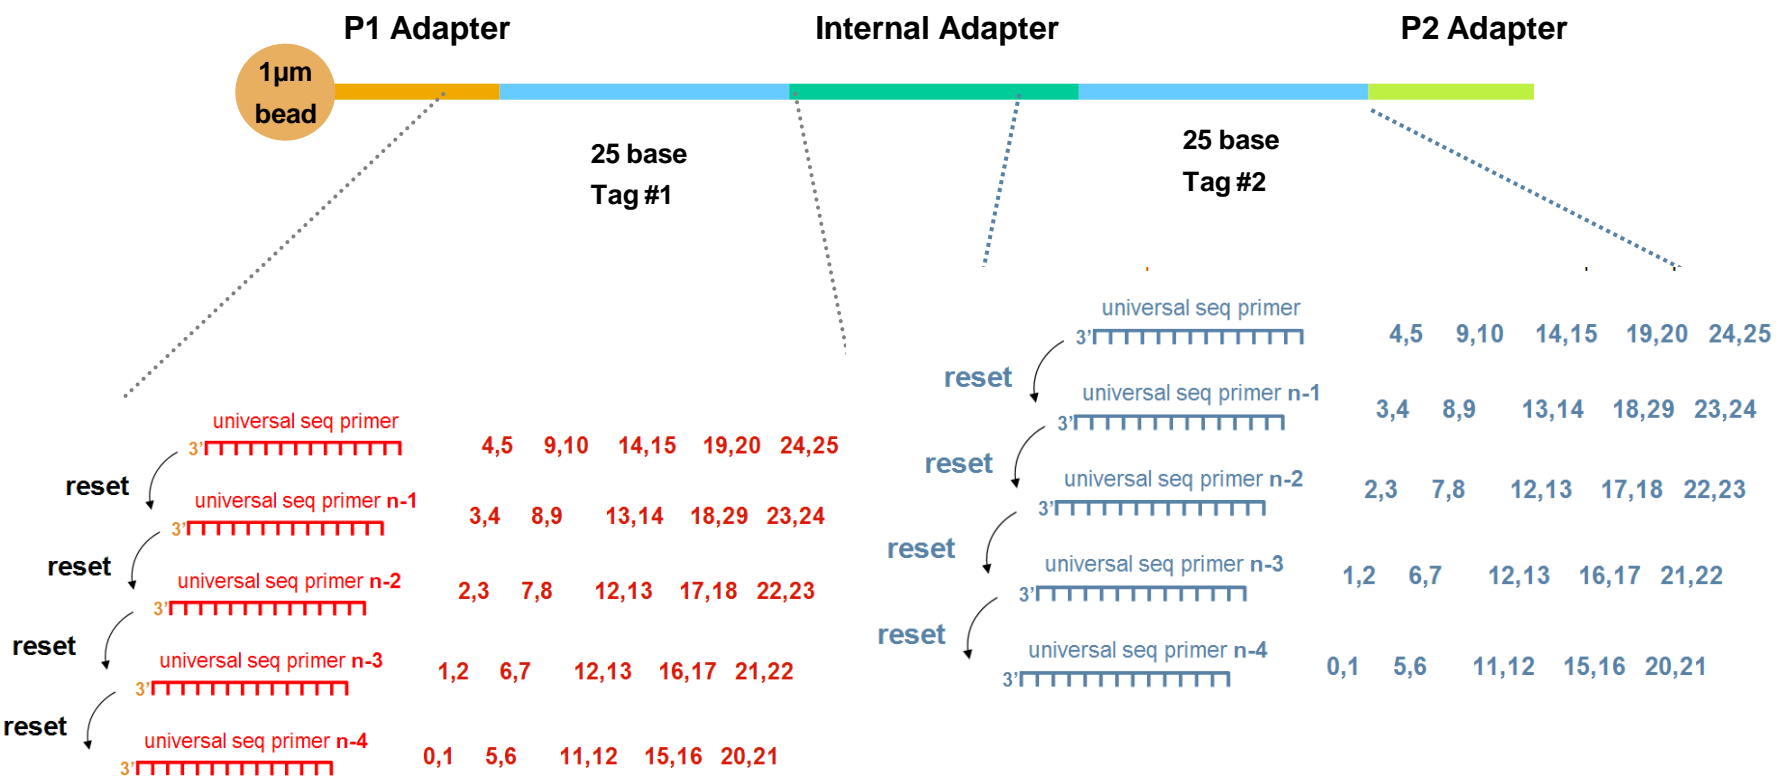 P1 Adapter
Internal Adapter
P2 Adapter
1µm
bead
25 base
Tag #1
25 base
Tag #2
universal seq primer
3'
4,5 9,10 14,15 19,20 24,25
reset
universal seq primer n-1
3'
3,4 8,9 13,14 18,29 23,24
reset
universal seq primer n-2
3'
2,3 7,8 12,13 17,18 22,23
reset
universal seq primer n-3
3'
1,2 6,7 12,13 16,17 21,22
reset
universal seq primer n-4
3'
0,1 5,6 11,12 15,16 20,21
universal seq primer
3'
4,5 9,10 14,15 19,20 24,25
reset
universal seq primer n-1
3'
3,4 8,9 13,14 18,29 23,24
reset
universal seq primer n-2
3'
2,3 7,8 12,13 17,18 22,23
reset
universal seq primer n-3
3'
1,2 6,7 12,13 16,17 21,22
reset
universal seq primer n-4
3'
0,1 5,6 11,12 15,16 20,21